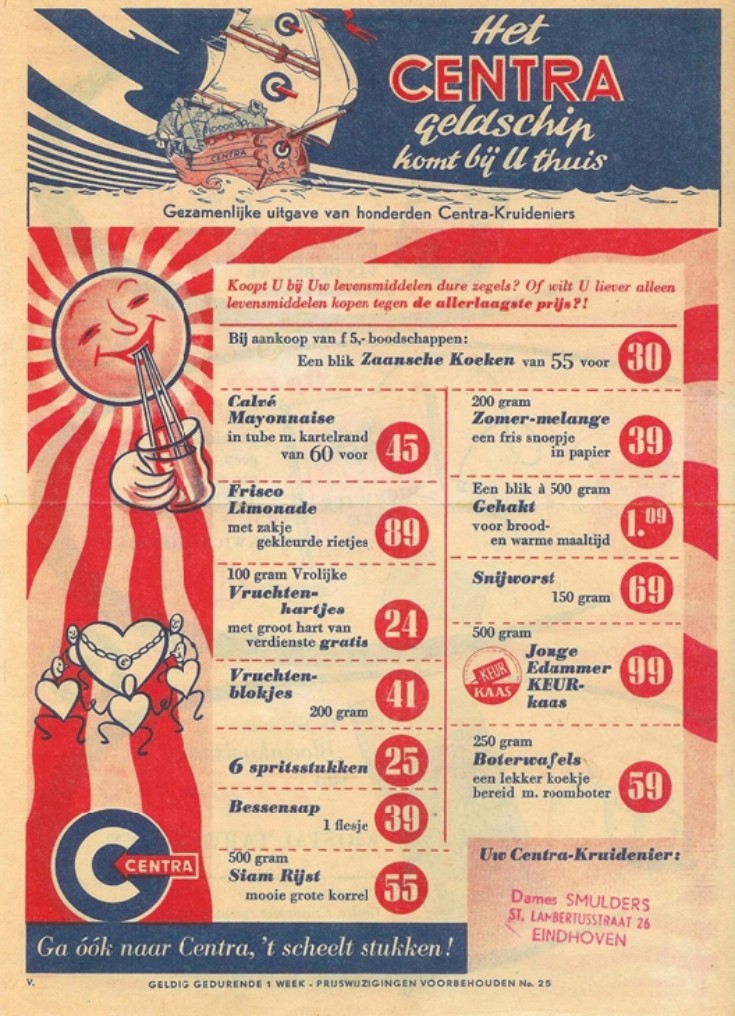 Het
CENTRA
geldschip
komt bij U thuis
CENTRA
Gezamenlijke uitgave van honderden Centra-Kruideniers
Koopt U bij Uw levensmiddelen dure zegels? Of wilt U liever alleen
levensmiddelen kopen tegen de allerlaagste prijs?!
Bij aankoop van f 5,- boodschappen:
Een blik Zaansche Koeken van 55 voor 30
Calvé
Mayonnaise
in tube m. kartelrand
van 60 voor 45
Frisco
Limonade
met zakje
gekleurde rietjes 89
100 gram Vrolijke
Vruchten-
hartjes
met groot hart van
verdienste gratis 24
Vruchten-
blokjes
200 gram 41
6 spritsstukken 25
Bessensap
1 flesje 39
500 gram
Siam Rijst
mooie grote korrel 55
200 gram
Zomer-melange
een fris snoepje
in papier 39
Een blik à 500 gram
Gehakt
voor brood-
en warme maaltijd 1.09
Snijworst
150 gram 69
500 gram
Jonge
Edammer
KEUR-
kaas 99
KEUR
KAAS
250 gram
Boterwafels
een lekker koekje
bereid m. roomboter 59
C CENTRA
Uw Centra-Kruidenier:
Dames SMULDERS
ST. LAMBERTUSSTRAAT 26
EINDHOVEN
Ga óók naar Centra, 't scheelt stukken!
V.
GELDIG GEDURENDE 1 WEEK - PRIJSWIJZIGINGEN VOORBEHOUDEN No. 25